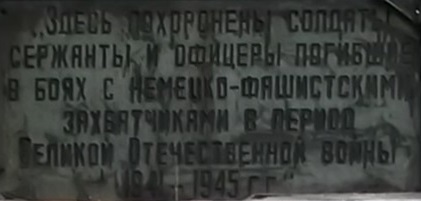 „Здесь похоронены солдаты
сержанты и офицеры погибшие
в боях с немецко-фашистскими
захватчиками в период
Великой Отечественной войны
1941-1945 г.г."